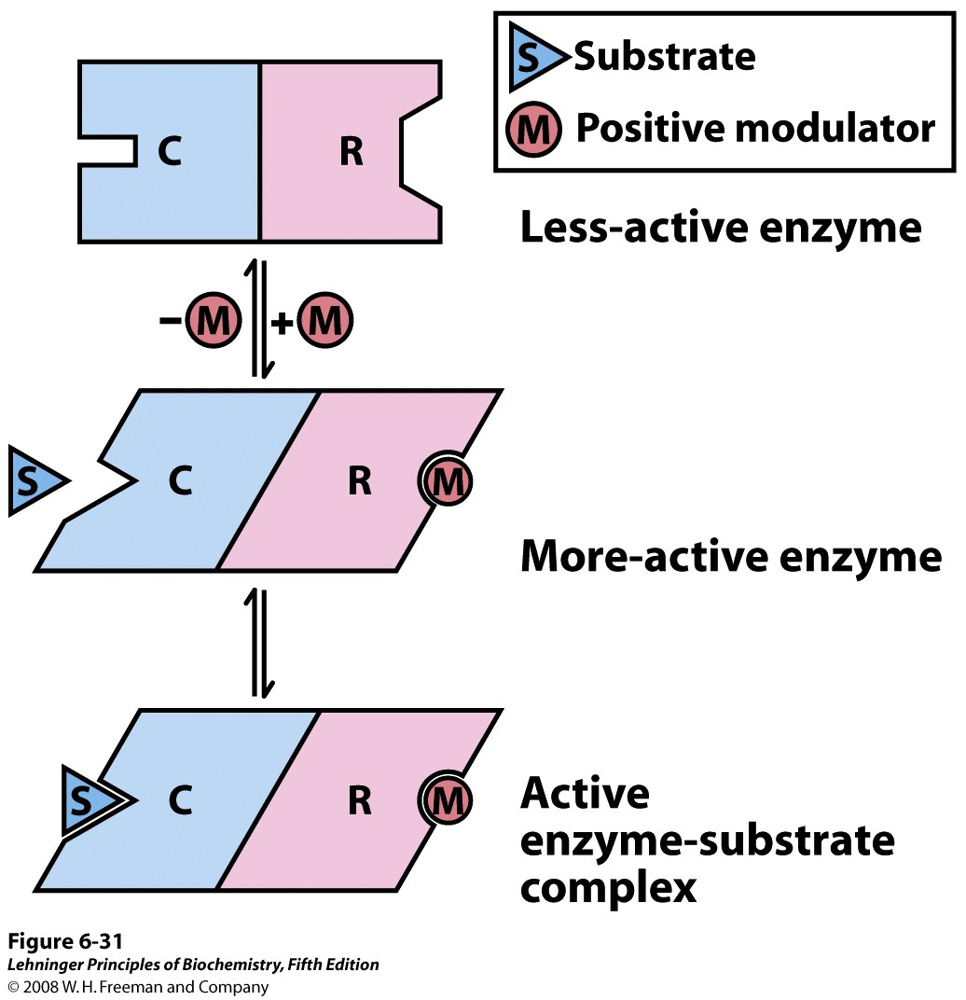 S Substrate
M Positive modulator
C R
Less-active enzyme
–M +M
S C R M
More-active enzyme
S C R M
Active
enzyme-substrate
complex
Figure 6-31
Lehninger Principles of Biochemistry, Fifth Edition
© 2008 W. H. Freeman and Company